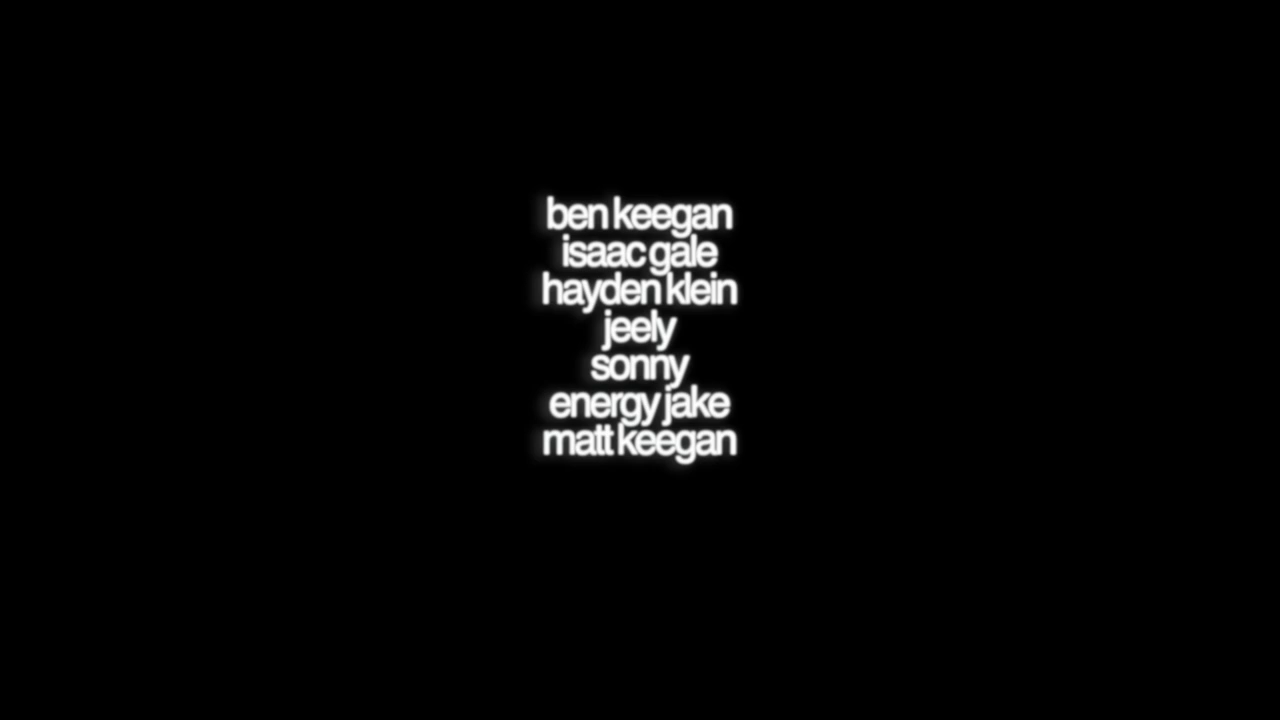 ben keegan
isaac gale
hayden klein
jeely
sonny
energy jake
matt keegan